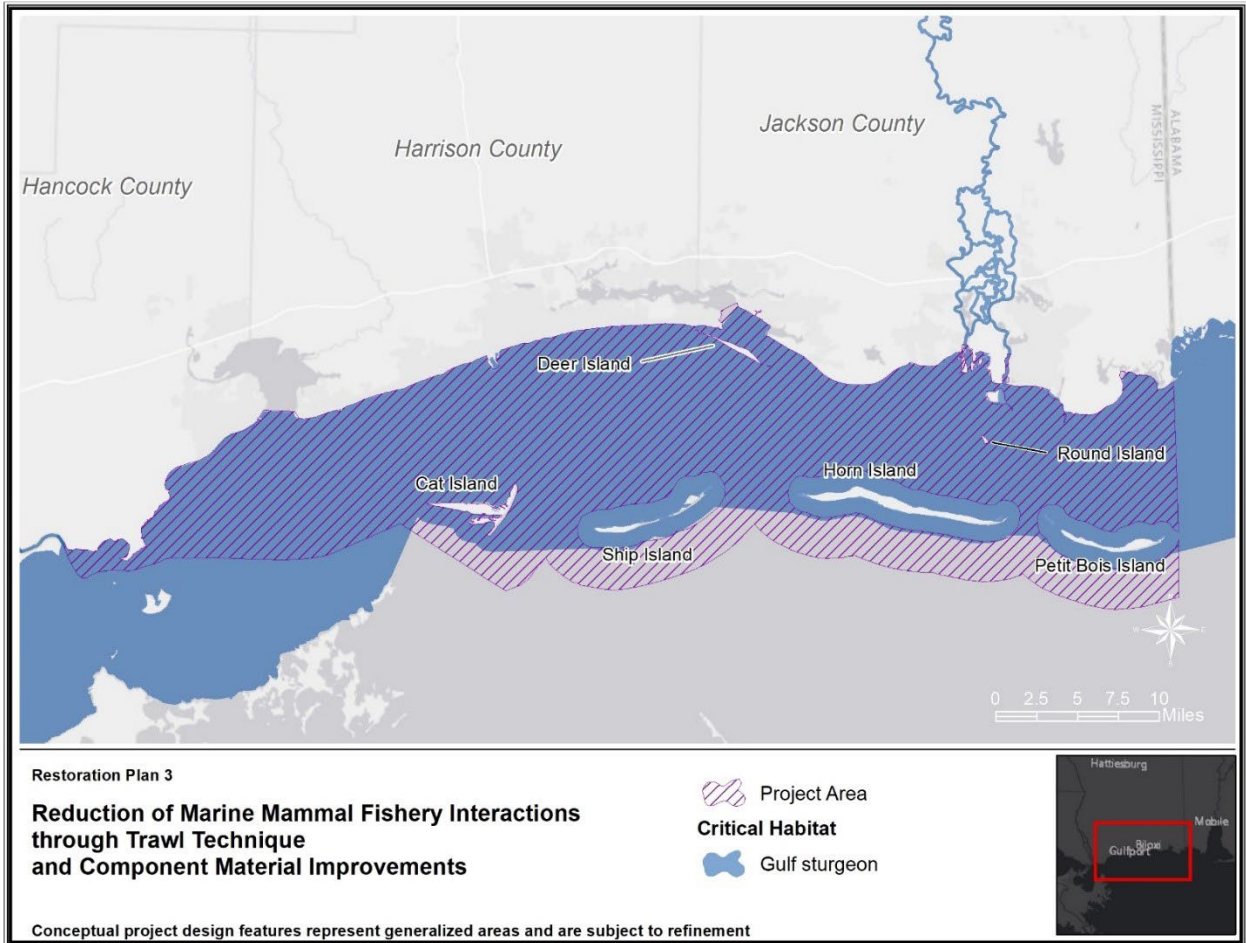 Hancock County
Harrison County
Jackson County
ALABAMA
MISSISSIPPI
Deer Island
Round Island
Cat Island
Horn Island
Ship Island
Petit Bois Island
N
W E
S
0 2.5 5 7.5 10
Miles
Restoration Plan 3
Reduction of Marine Mammal Fishery Interactions
through Trawl Technique
and Component Material Improvements
Conceptual project design features represent generalized areas and are subject to refinement
Project Area
Critical Habitat
Gulf sturgeon
Hattiesburg
Mobile
Biloxi
Gulfport